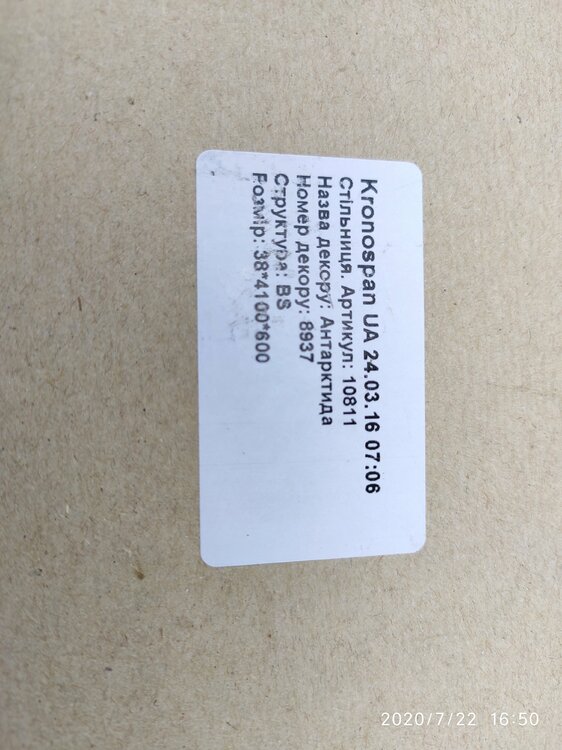 Kronospan UA 24.03.16 07:06
Стільниця. Артикул: 10811
Назва декору: Антарктида
Номер декору: 8937
Структура: BS
Розмір: 38*4100*600
2020/7/22 16:50